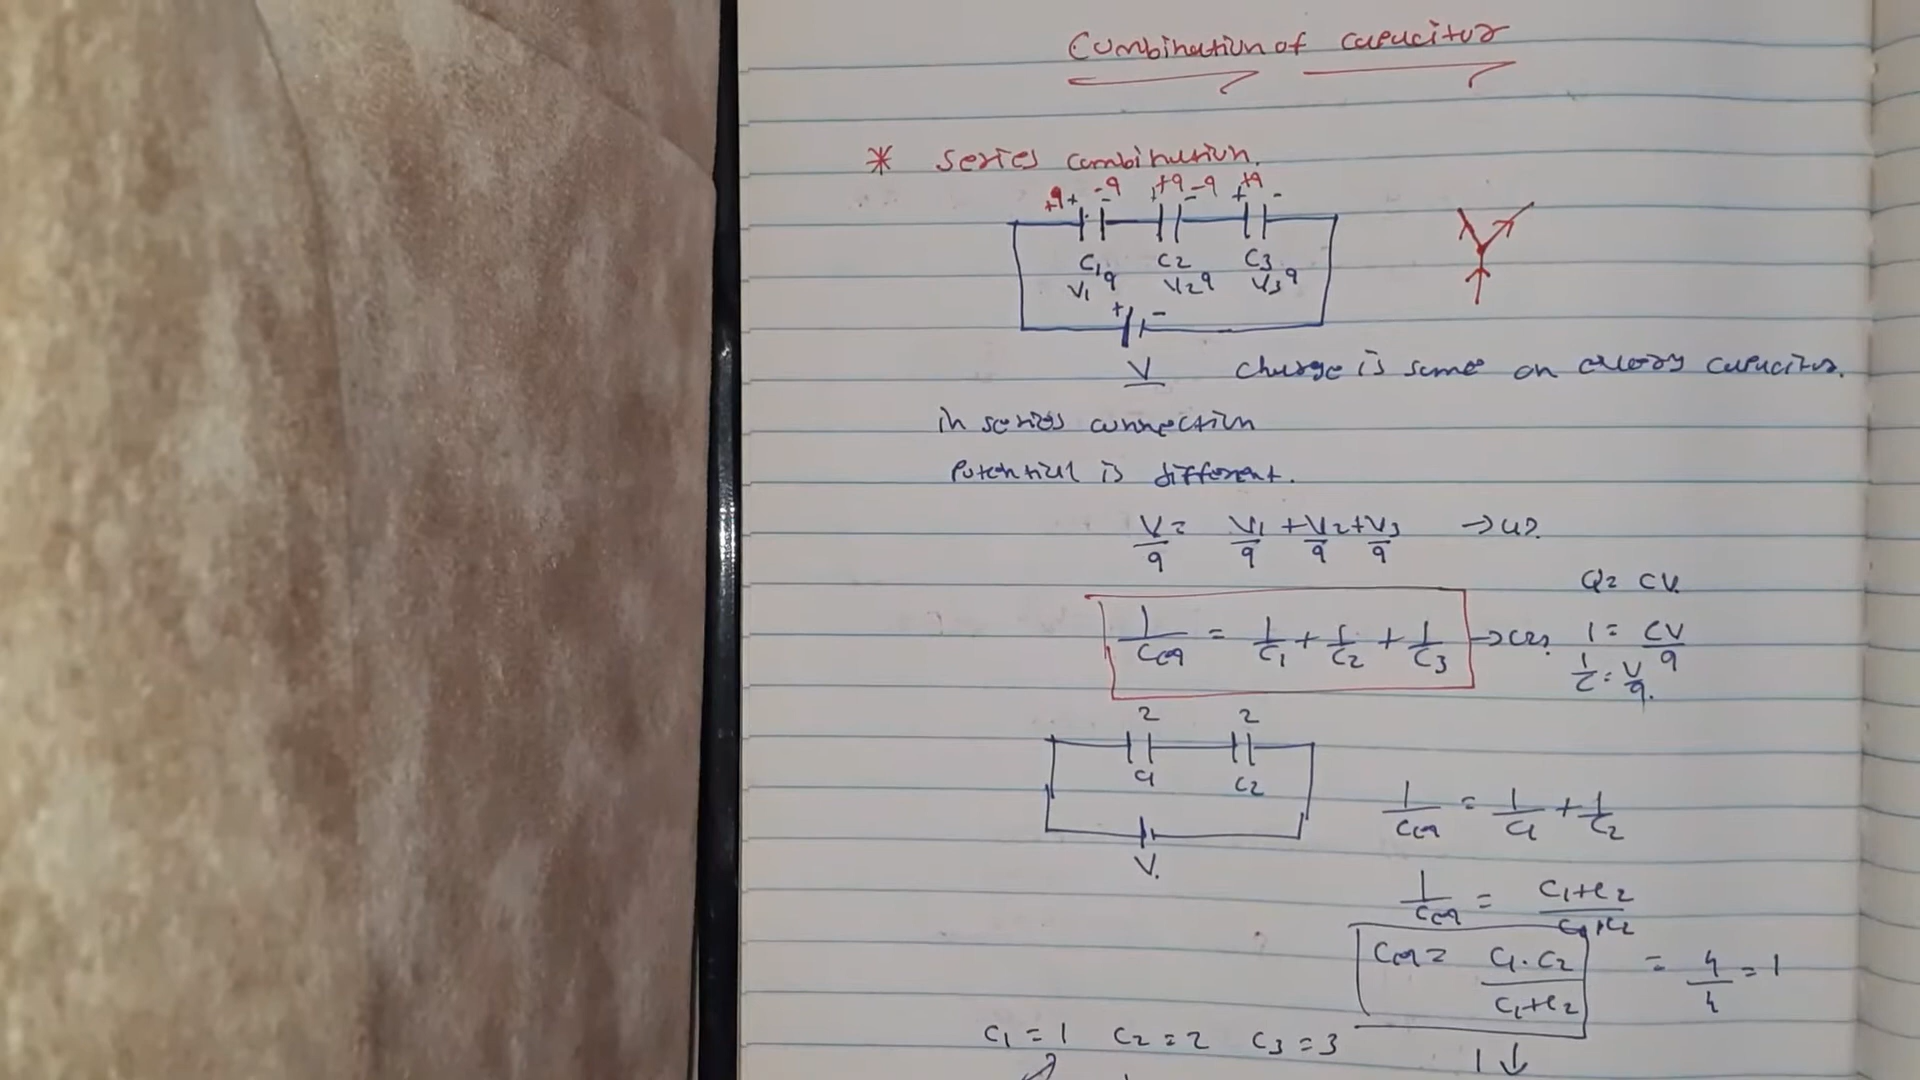 Combination of capacitor
* series combination.
+q + -q +q -q +q
+ - + - + -
C1 q C2 C3
V1 V2 q V3 q
+ -
V charge is same on every capacitor.
in series connection
Potential is different.
V/q = V1/q + V2/q + V3/q
Q = CV
1/Ceq = 1/C1 + 1/C2 + 1/C3 1 = CV/q
1/C = V/q.
2 2
C1 C2
1/Ceq = 1/C1 + 1/C2
V.
1/Ceq = C1+C2/C1+C2
Ceq = C1.C2/C1+C2 = 4/4 = 1
C1 = 1 C2 = 2 C3 = 3
1 ↓